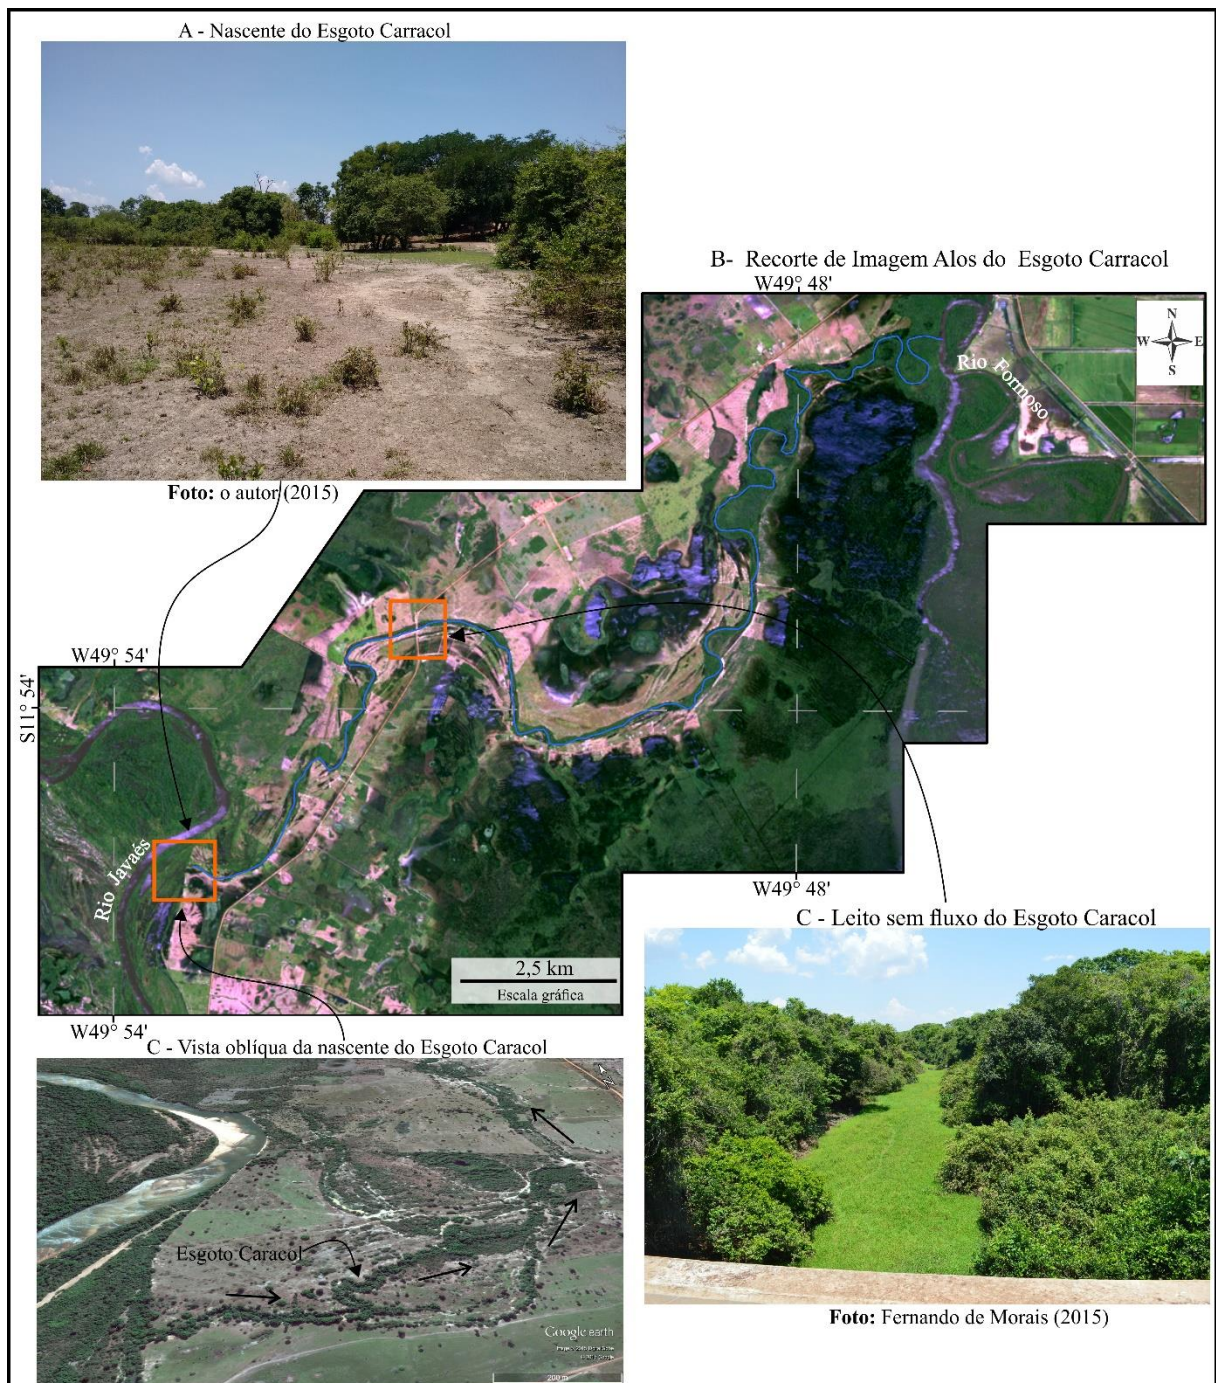 A - Nascente do Esgoto Carracol
Foto: o autor (2015)
B- Recorte de Imagem Alos do Esgoto Carracol
W49° 48'
N
W E
S
Rio Formoso
W49° 54'
S11° 54'
Rio Javaés
W49° 48'
2,5 km
Escala gráfica
W49° 54'
C - Leito sem fluxo do Esgoto Caracol
Foto: Fernando de Morais (2015)
C - Vista oblíqua da nascente do Esgoto Caracol
N
Esgoto Caracol
Google earth
200 m